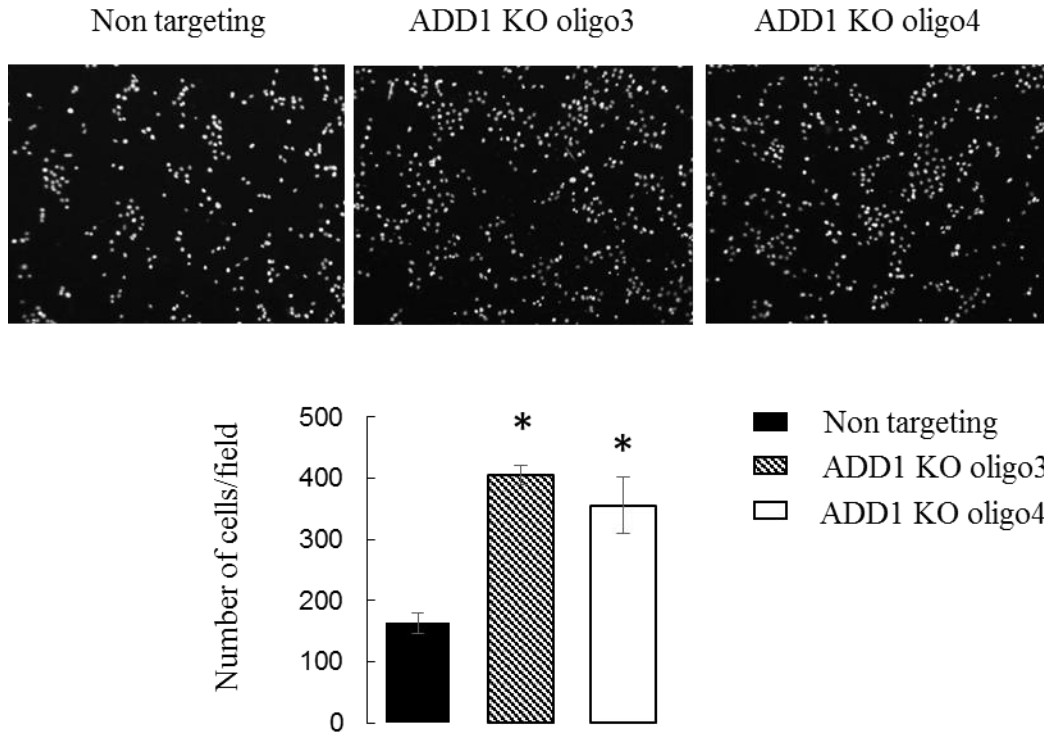 Non targeting
ADD1 KO oligo3
ADD1 KO oligo4
Number of cells/field
500
400
300
200
100
0
*
*
Non targeting
ADD1 KO oligo3
ADD1 KO oligo4